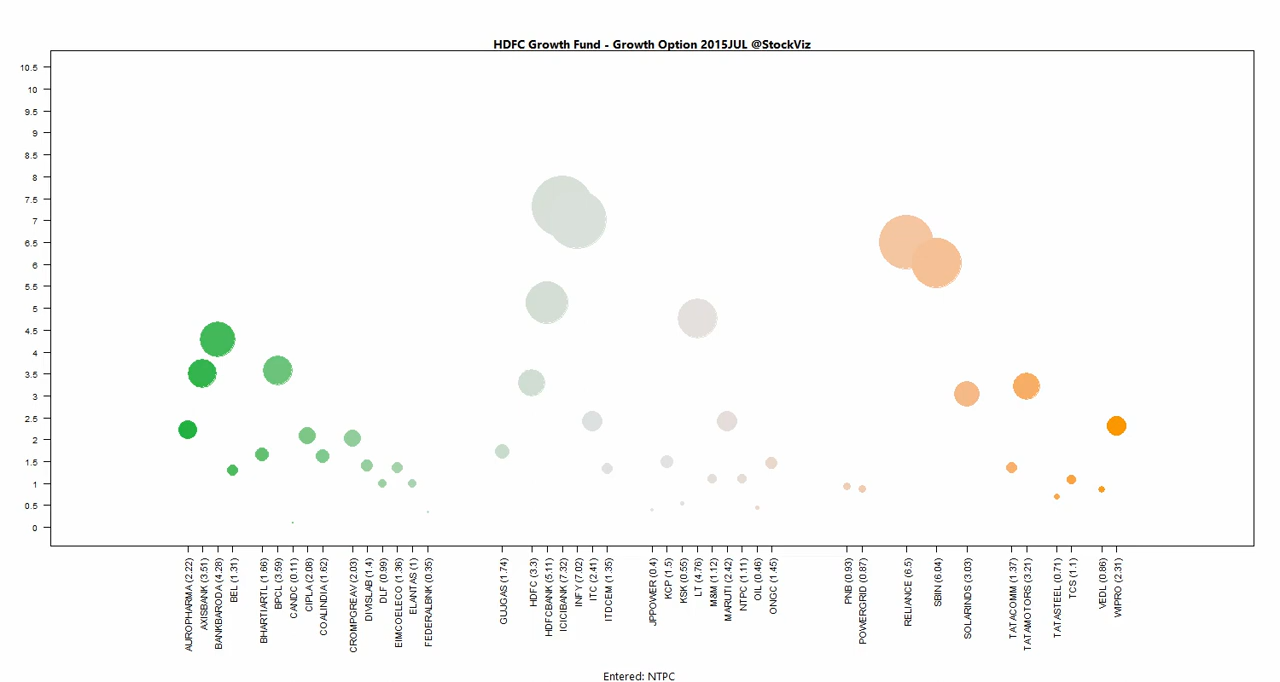 HDFC Growth Fund - Growth Option 2015JUL @StockViz
10.5
10
9.5
9
8.5
8
7.5
7
6.5
6
5.5
5
4.5
4
3.5
3
2.5
2
1.5
1
0.5
0
AUROPHARMA (2.22)
AXISBANK (3.51)
BANKBARODA (4.28)
BEL (1.31)
BHARTIARTL (1.66)
BPCL (3.59)
CANDC (0.11)
CIPLA (2.08)
COALINDIA (1.62)
CROMPGREAV (2.03)
DIVISLAB (1.4)
DLF (0.99)
EIMCOELECO (1.36)
ELANTAS (1)
FEDERALBNK (0.35)
GUJGAS (1.74)
HDFC (3.3)
HDFCBANK (5.11)
ICICIBANK (7.32)
INFY (7.02)
ITC (2.41)
ITDCEM (1.35)
JPPOWER (0.4)
KCP (1.5)
KSK (0.55)
LT (4.76)
M&M (1.12)
MARUTI (2.42)
NTPC (1.11)
OIL (0.46)
ONGC (1.45)
PNB (0.93)
POWERGRID (0.87)
RELIANCE (6.5)
SBIN (6.04)
SOLARINDS (3.03)
TATACOMM (1.37)
TATAMOTORS (3.21)
TATASTEEL (0.71)
TCS (1.1)
VEDL (0.86)
WIPRO (2.31)
Entered: NTPC